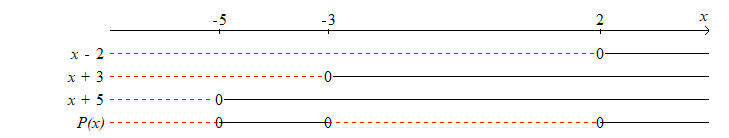 -5 -3 2 x
x - 2 0
x + 3 0
x + 5 0
P(x) 0 0 0